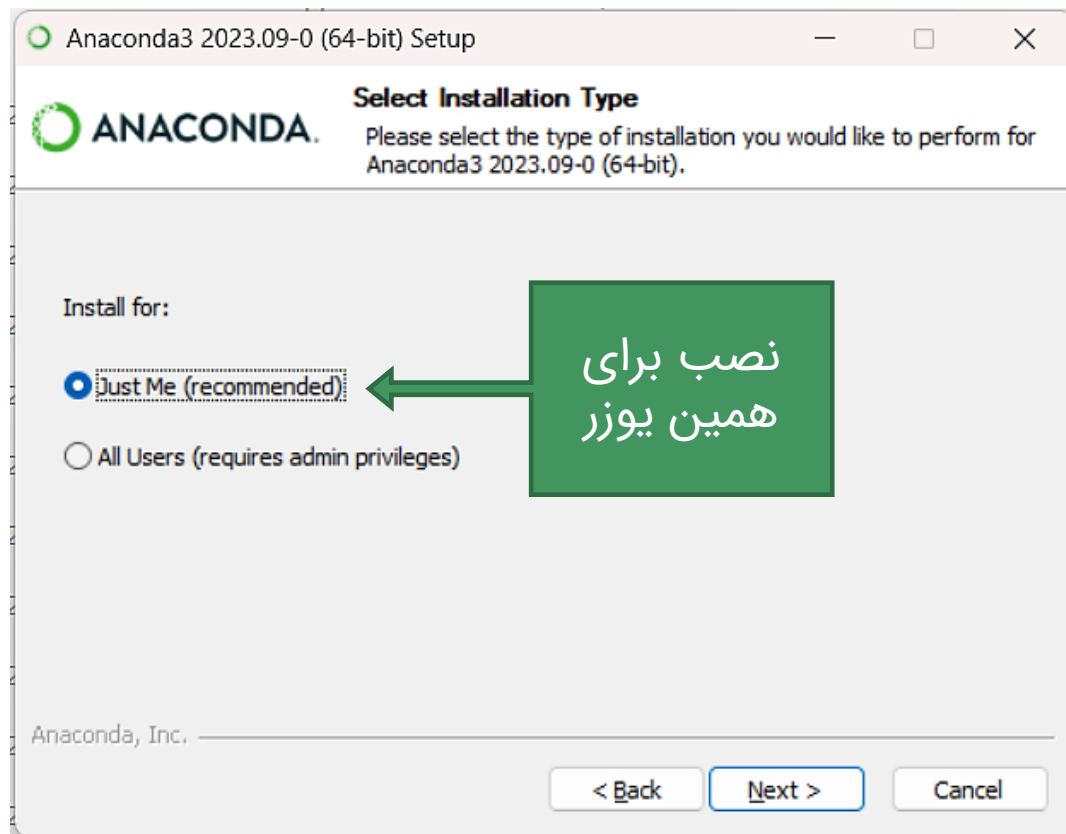 Anaconda3 2023.09-0 (64-bit) Setup
ANACONDA.
Select Installation Type
Please select the type of installation you would like to perform for
Anaconda3 2023.09-0 (64-bit).
Install for:
Just Me (recommended)
All Users (requires admin privileges)
نصب برای
همین یوزر
Anaconda, Inc.
< Back
Next >
Cancel